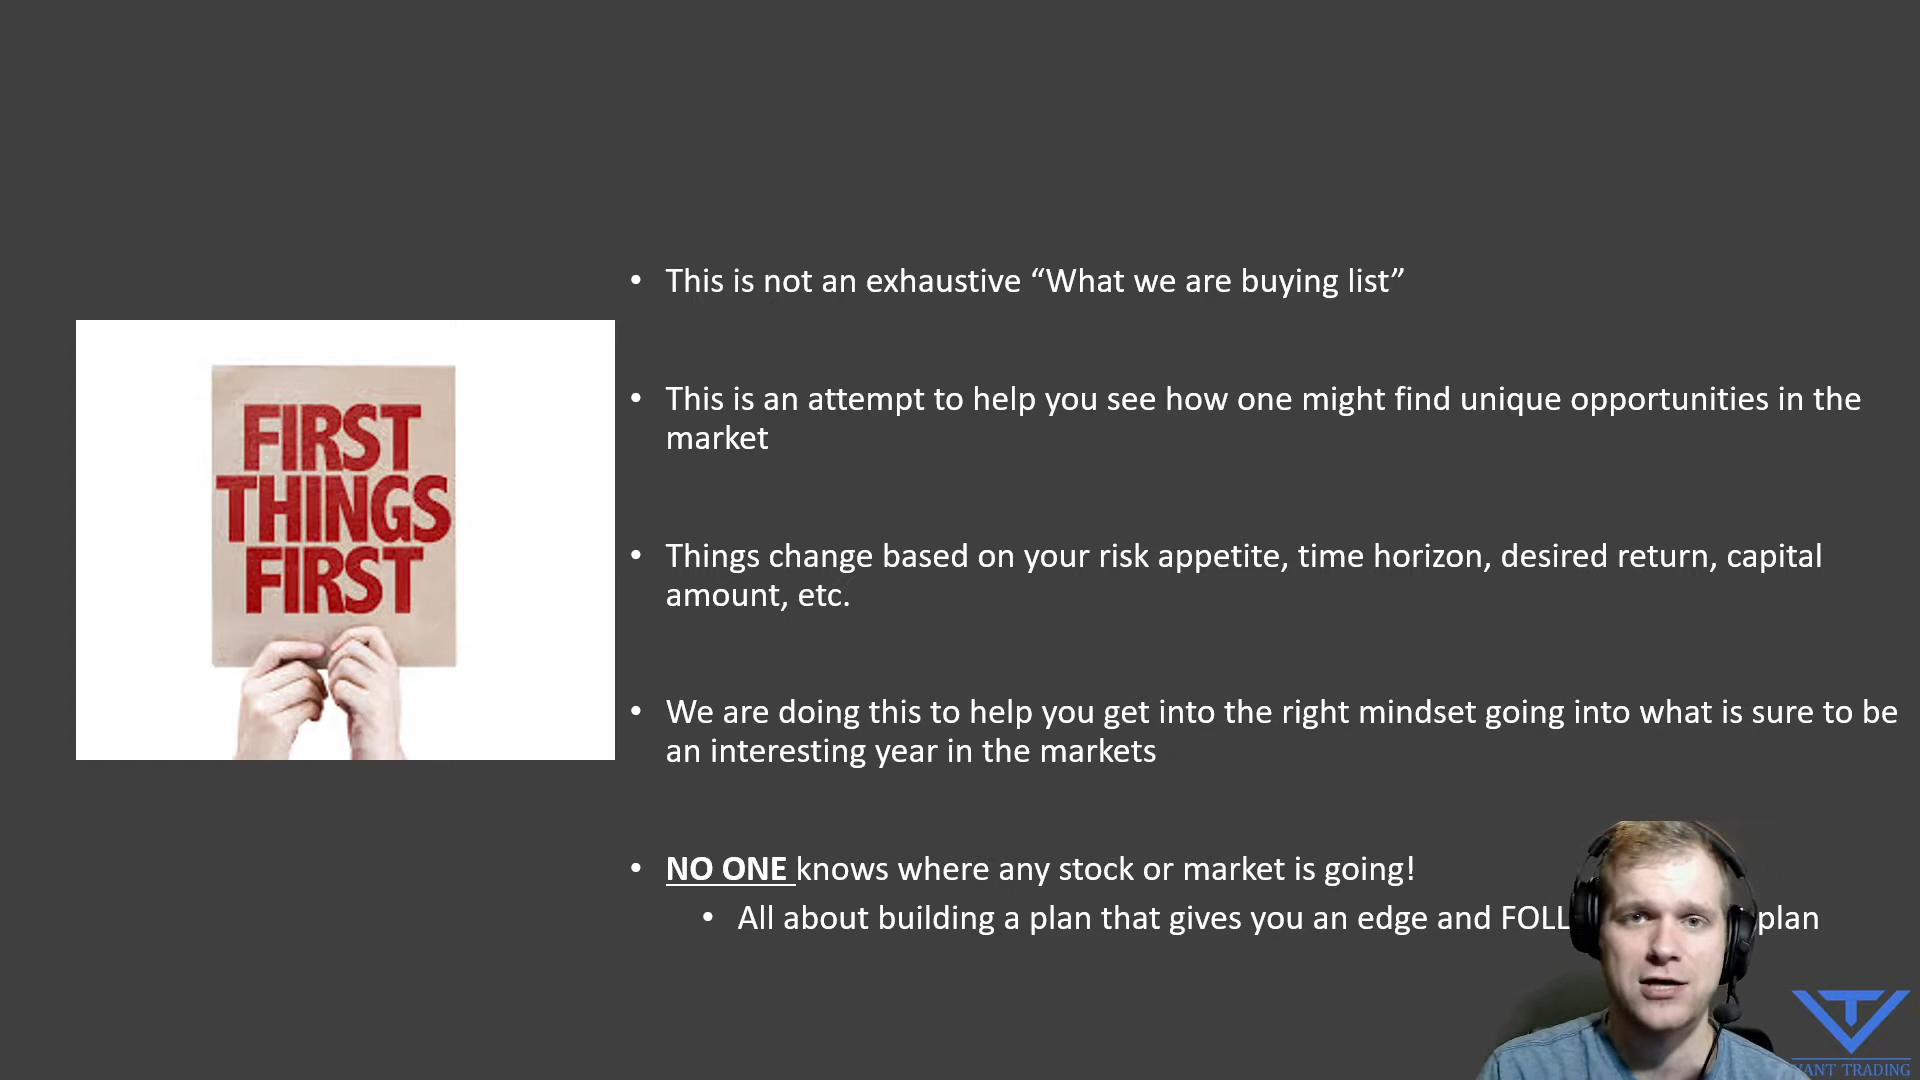 FIRST
THINGS
FIRST
• This is not an exhaustive “What we are buying list”
• This is an attempt to help you see how one might find unique opportunities in the
market
• Things change based on your risk appetite, time horizon, desired return, capital
amount, etc.
• We are doing this to help you get into the right mindset going into what is sure to be
an interesting year in the markets
• NO ONE knows where any stock or market is going!
• All about building a plan that gives you an edge and plan
TRADING